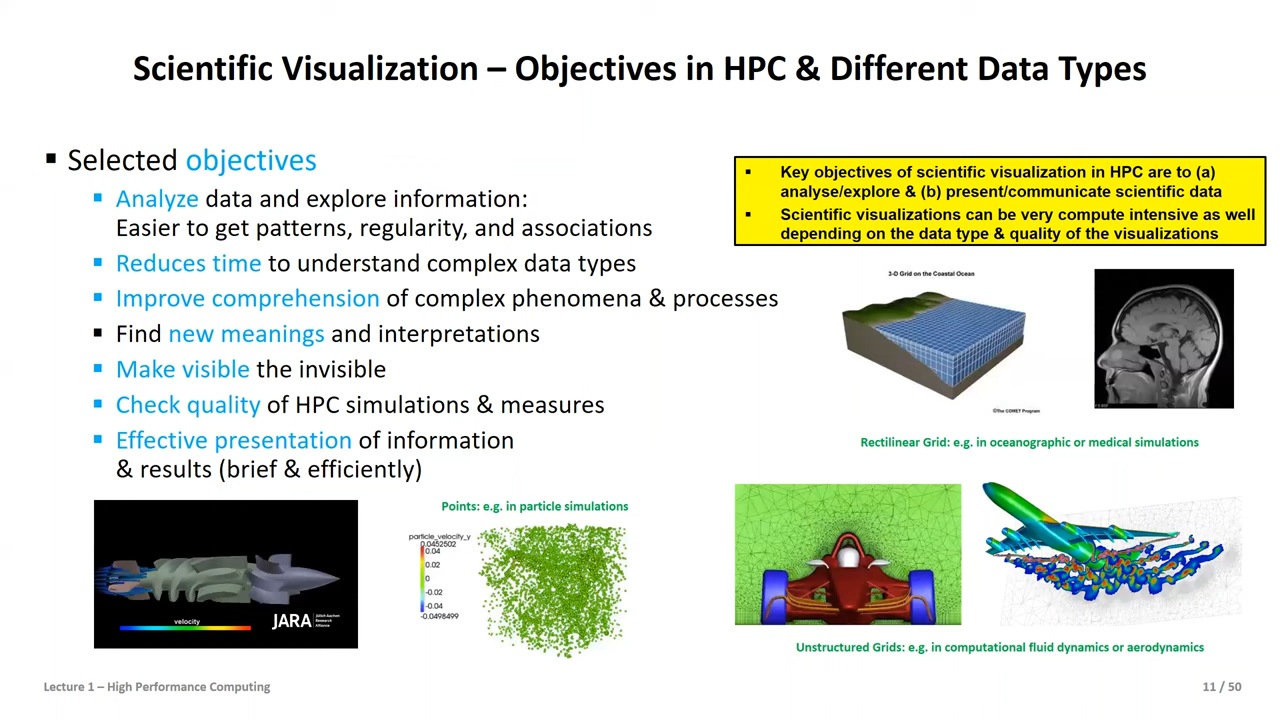 Scientific Visualization – Objectives in HPC & Different Data Types
Selected objectives
Analyze data and explore information:
Easier to get patterns, regularity, and associations
Reduces time to understand complex data types
Improve comprehension of complex phenomena & processes
Find new meanings and interpretations
Make visible the invisible
Check quality of HPC simulations & measures
Effective presentation of information
& results (brief & efficiently)
Key objectives of scientific visualization in HPC are to (a)
analyse/explore & (b) present/communicate scientific data
Scientific visualizations can be very compute intensive as well
depending on the data type & quality of the visualizations
3-D Grid on the Coastal Ocean
©The COMET Program
Rectilinear Grid: e.g. in oceanographic or medical simulations
velocity
JARA
Jülich Aachen
Research
Alliance
Points: e.g. in particle simulations
particle_velocity_y
0.0452502
0.04
0.02
0
-0.02
-0.04
-0.0498499
Unstructured Grids: e.g. in computational fluid dynamics or aerodynamics
Lecture 1 – High Performance Computing
11 / 50